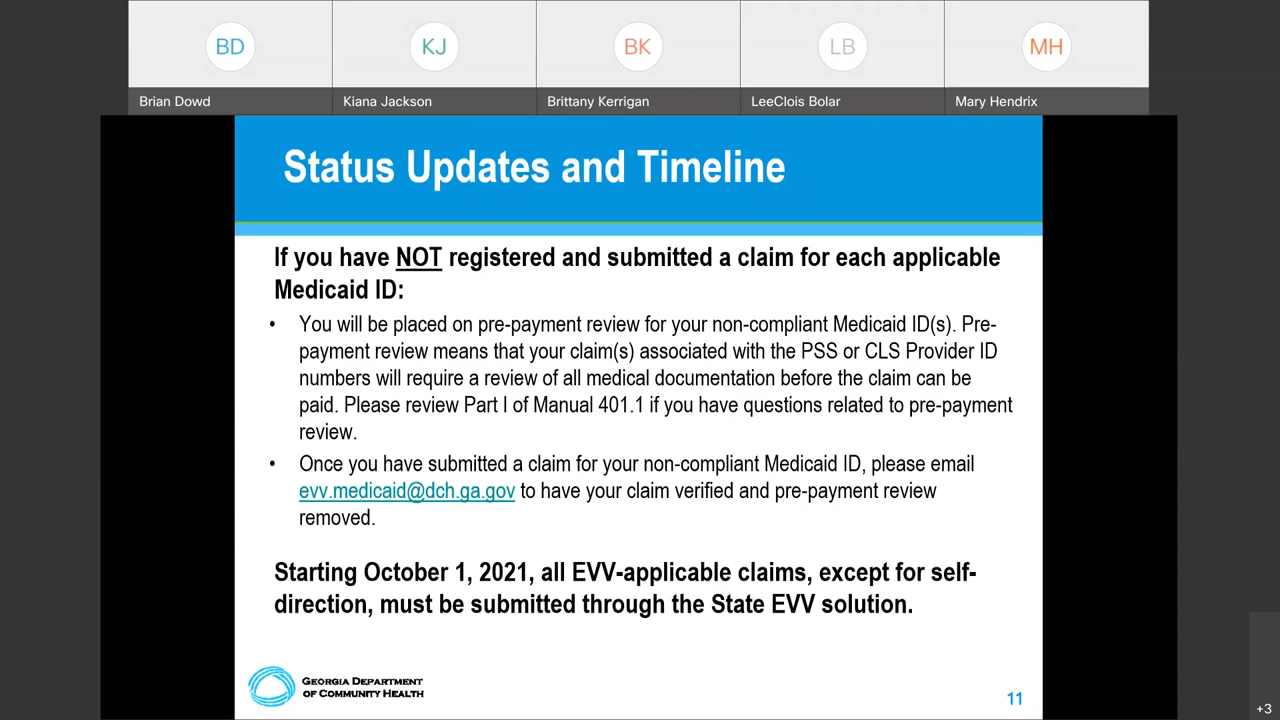 BD
KJ
BK
LB
MH
Brian Dowd
Kiana Jackson
Brittany Kerrigan
LeeClois Bolar
Mary Hendrix
Status Updates and Timeline
If you have NOT registered and submitted a claim for each applicable
Medicaid ID:
• You will be placed on pre-payment review for your non-compliant Medicaid ID(s). Pre-
payment review means that your claim(s) associated with the PSS or CLS Provider ID
numbers will require a review of all medical documentation before the claim can be
paid. Please review Part I of Manual 401.1 if you have questions related to pre-payment
review.
• Once you have submitted a claim for your non-compliant Medicaid ID, please email
evv.medicaid@dch.ga.gov to have your claim verified and pre-payment review
removed.
Starting October 1, 2021, all EVV-applicable claims, except for self-
direction, must be submitted through the State EVV solution.
GEORGIA DEPARTMENT
OF COMMUNITY HEALTH
11
+3